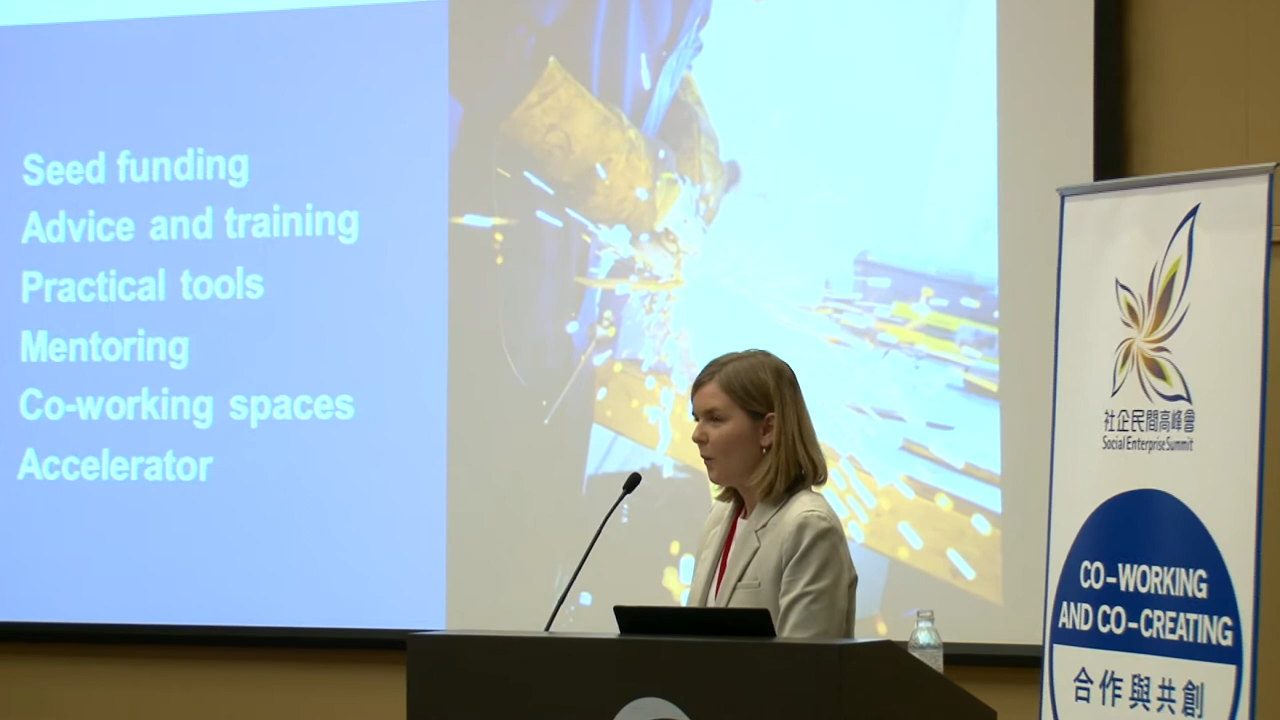 Seed funding
Advice and training
Practical tools
Mentoring
Co-working spaces
Accelerator
社企民間高峰會
Social Enterprise Summit
CO-WORKING
AND CO-CREATING
合作與共創